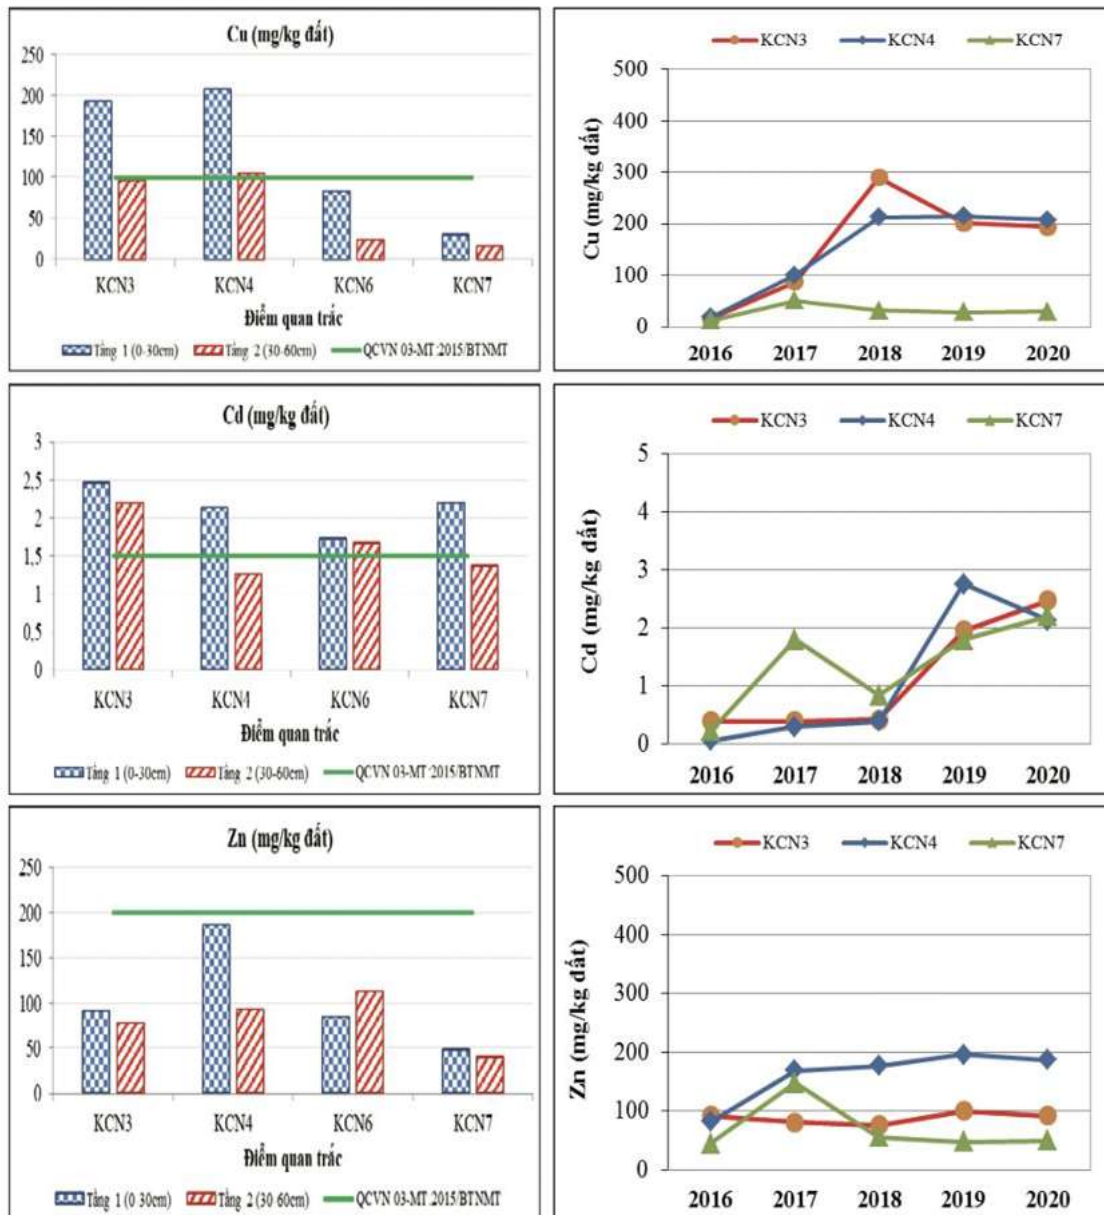 Cu (mg/kg đất)
250
200
150
100
50
0
KCN3 KCN4 KCN6 KCN7
Điểm quan trắc
Tầng 1 (0-30cm) Tầng 2 (30-60cm) QCVN 03-MT:2015/BTNMT
KCN3 KCN4 KCN7
Cu (mg/kg đất)
500
400
300
200
100
0
2016 2017 2018 2019 2020
Cd (mg/kg đất)
3
2,5
2
1,5
1
0,5
0
KCN3 KCN4 KCN6 KCN7
Điểm quan trắc
Tầng 1 (0-30cm) Tầng 2 (30-60cm) QCVN 03-MT:2015/BTNMT
KCN3 KCN4 KCN7
Cd (mg/kg đất)
5
4
3
2
1
0
2016 2017 2018 2019 2020
Zn (mg/kg đất)
250
200
150
100
50
0
KCN3 KCN4 KCN6 KCN7
Điểm quan trắc
Tầng 1 (0-30cm) Tầng 2 (30-60cm) QCVN 03-MT:2015/BTNMT
KCN3 KCN4 KCN7
Zn (mg/kg đất)
500
400
300
200
100
0
2016 2017 2018 2019 2020